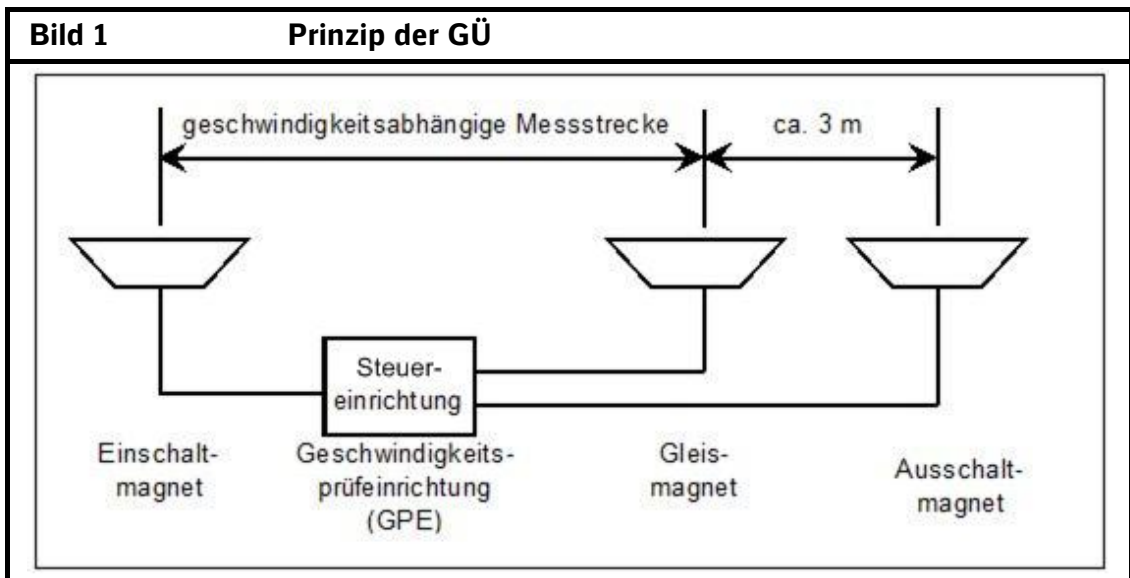 Bild 1 Prinzip der GÜ
geschwindigkeitsabhängige Messstrecke ca. 3 m
Steuer-
einrichtung
Einschalt-
magnet
Geschwindigkeits-
prüfeinrichtung
(GPE)
Gleis-
magnet
Ausschalt-
magnet